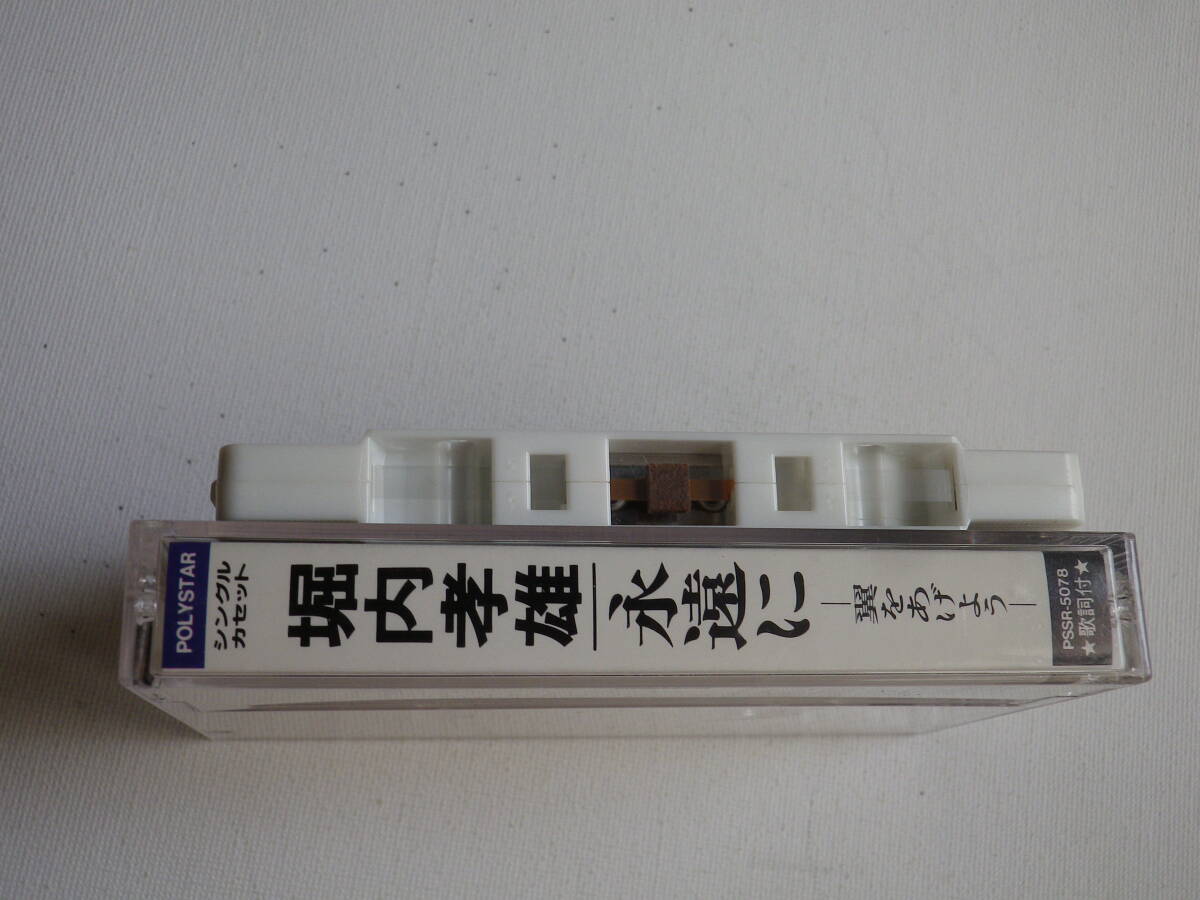 POLYSTAR
シングル
カセット
堀内孝雄
永遠に
―翼をあげよう―
PSSR-5078
★歌詞付★